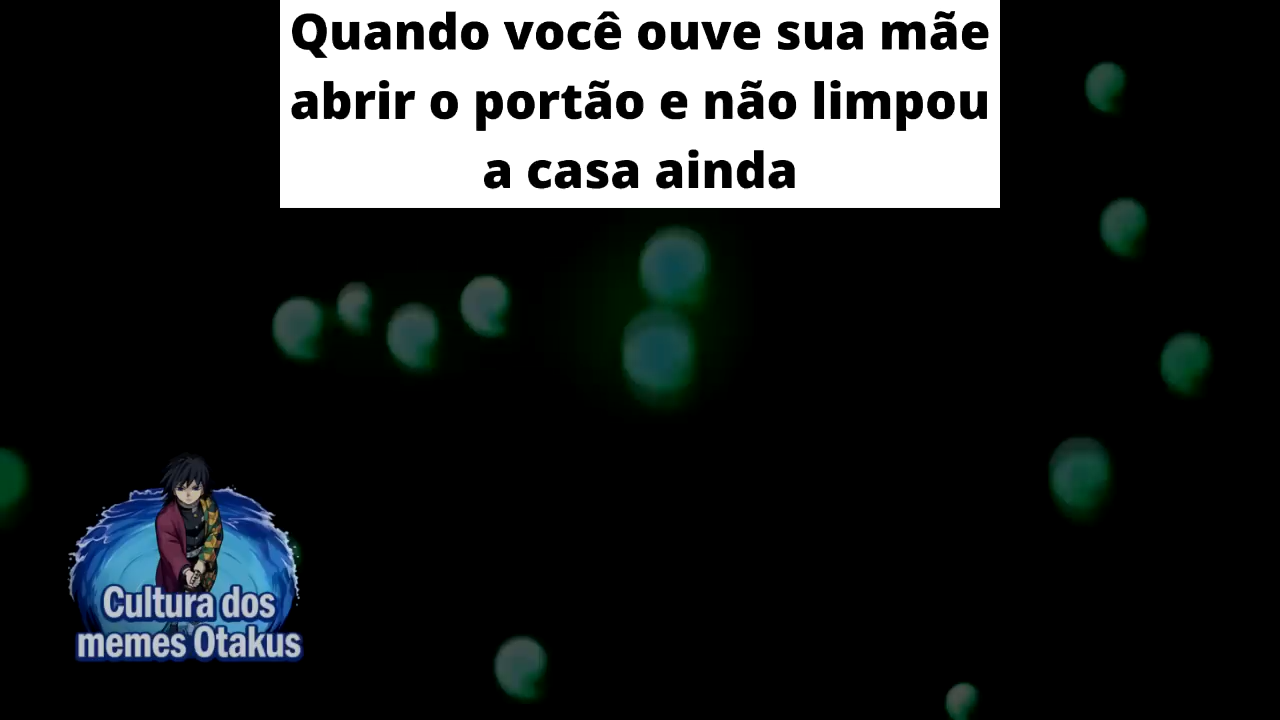 Quando você ouve sua mãe
abrir o portão e não limpou
a casa ainda
Cultura dos
memes Otakus